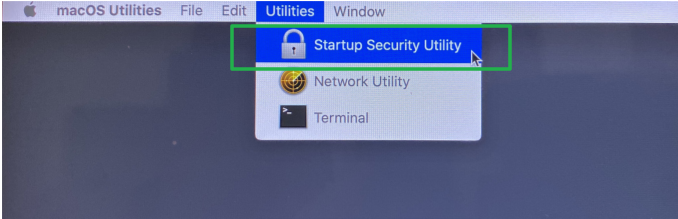 macOS Utilities File Edit Utilities Window
Startup Security Utility
Network Utility
Terminal